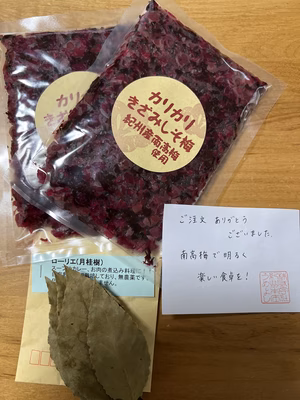 カリカリ
きざみしそ梅
紀州産南高梅
使用
ご注文 ありがとう
ございました。
南高梅で明るく
楽しい食卓を!
ローリエ(月桂樹)